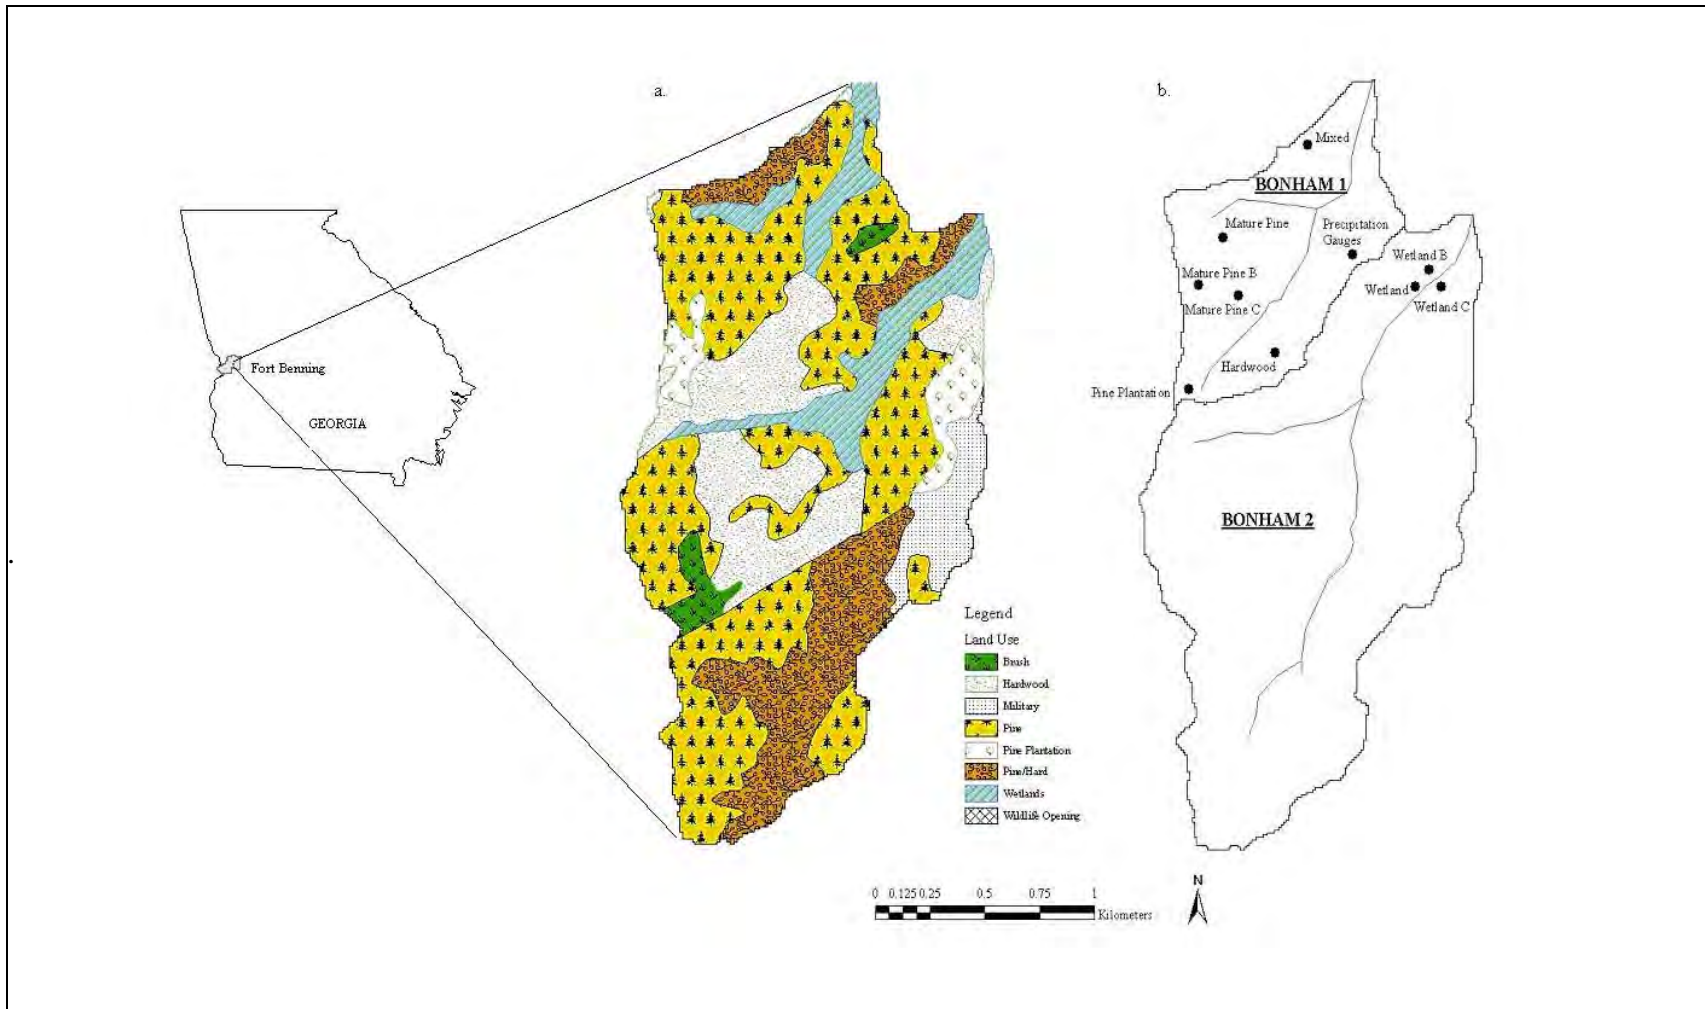 a.
b.
Mixed
BONHAM 1
Mature Pine
Precipitation
Gauges
Wetland B
Mature Pine B
Wetland
Mature Pine C
Wetland C
Fort Benning
Hardwood
Pine Plantation
GEORGIA
BONHAM 2
Legend
Land Use
Brush
Hardwood
Military
Pine
Pine Plantation
Pine/Hard
Wetlands
Wildlife Opening
N
0 0.125 0.25 0.5 0.75 1
Kilometers